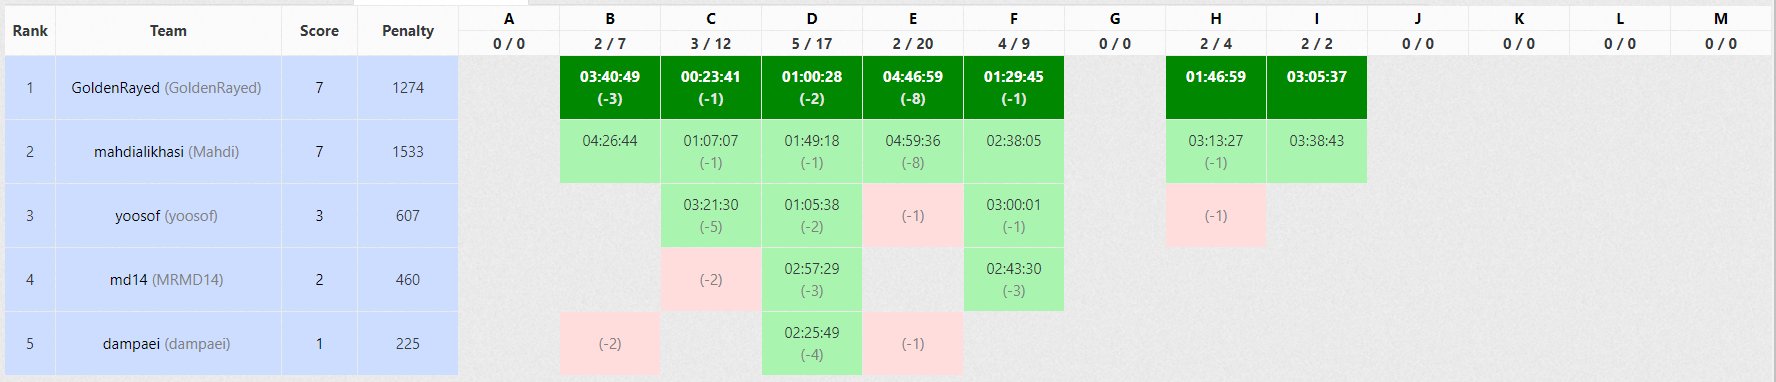 Rank Team Score Penalty A B C D E F G H I J K L M
0 / 0 2 / 7 3 / 12 5 / 17 2 / 20 4 / 9 0 / 0 2 / 4 2 / 2 0 / 0 0 / 0 0 / 0 0 / 0
1 GoldenRayed (GoldenRayed) 7 1274 03:40:49 00:23:41 01:00:28 04:46:59 01:29:45 01:46:59 03:05:37
(-3) (-1) (-2) (-8) (-1)
2 mahdialikhasi (Mahdi) 7 1533 04:26:44 01:07:07 01:49:18 04:59:36 02:38:05 03:13:27 03:38:43
(-1) (-1) (-8) (-1)
3 yoosof (yoosof) 3 607 03:21:30 01:05:38 (-1) 03:00:01 (-1)
(-5) (-2) (-1)
4 md14 (MRMD14) 2 460 (-2) 02:57:29 02:43:30
(-3) (-3)
5 dampaei (dampaei) 1 225 (-2) 02:25:49 (-1)
(-4)